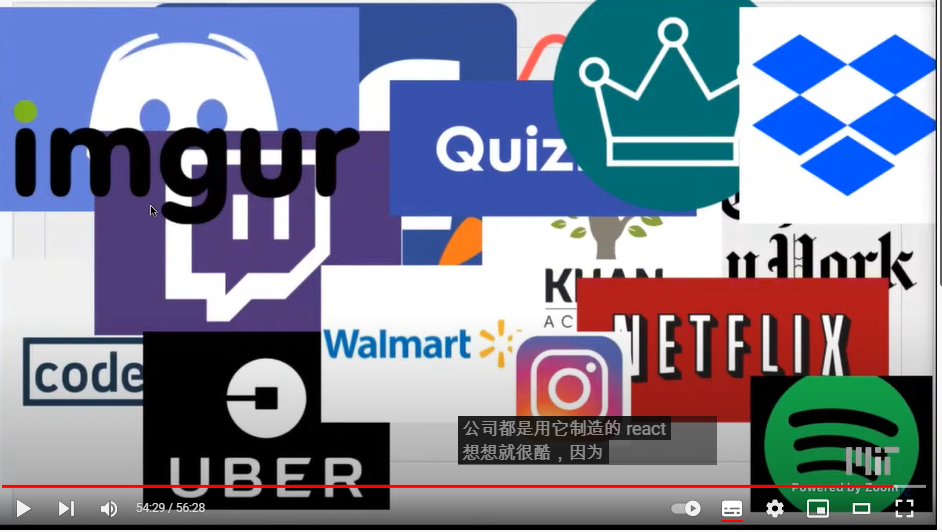 imgur
Quiz
KHAN
AC
York
NETFLIX
Walmart
code
UBER
公司都是用它制造的 react
想想就很酷，因为
MIT
Powered by Zoom
54:29 / 56:28